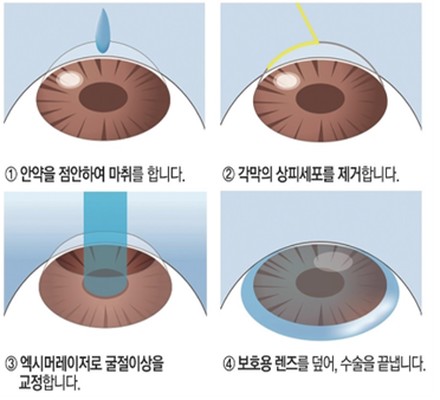 ① 안약을 점안하여 마취를 합니다.
② 각막의 상피세포를 제거합니다.
③ 엑시머레이저로 굴절이상을
교정합니다.
④ 보호용 렌즈를 덮어, 수술을 끝냅니다.